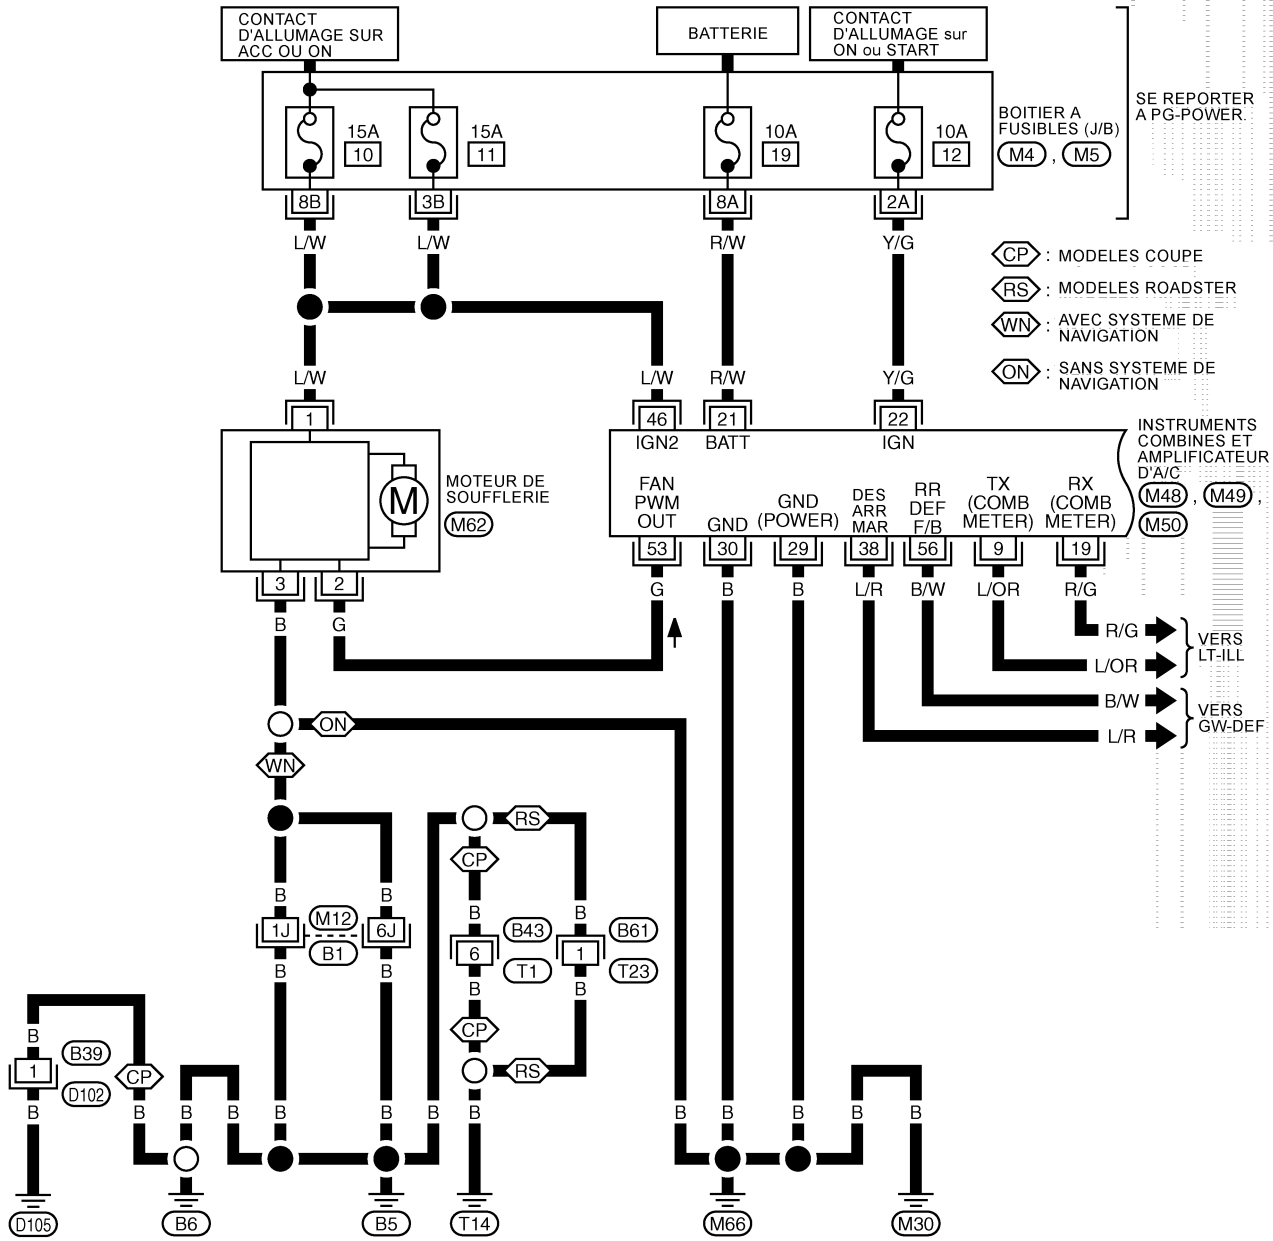 CONTACT
D'ALLUMAGE SUR
ACC OU ON
BATTERIE
CONTACT
D'ALLUMAGE sur
ON ou START
15A
10
15A
11
10A
19
10A
12
BOITIER A
FUSIBLES (J/B)
M4 , M5
SE REPORTER
A PG-POWER.
8B
3B
8A
2A
L/W
L/W
R/W
Y/G
CP : MODELES COUPE
RS : MODELES ROADSTER
WN : AVEC SYSTEME DE
NAVIGATION
ON : SANS SYSTEME DE
NAVIGATION
L/W
L/W
R/W
Y/G
1
46
21
22
IGN2
BATT
IGN
INSTRUMENTS
COMBINES ET
AMPLIFICATEUR
D'A/C
M48 , M49 ,
M50
M
MOTEUR DE
SOUFFLERIE
M62
FAN
PWM
OUT
GND
GND
(POWER)
DES
ARR
MAR
RR
DEF
F/B
TX
(COMB
METER)
RX
(COMB
METER)
53
30
29
38
56
9
19
3
2
G
B
B
L/R
B/W
L/OR
R/G
B
G
R/G
L/OR
VERS
LT-ILL
B/W
L/R
VERS
GW-DEF
ON
WN
RS
CP
B
B
B
B
1J
M12
B1
6J
6
B43
T1
1
B61
T23
B
B
B
B
CP
RS
B
1
B39
D102
CP
B
B
B
B
B
B
B
B
B
B
B
B
B
D105
B6
B5
T14
M66
M30